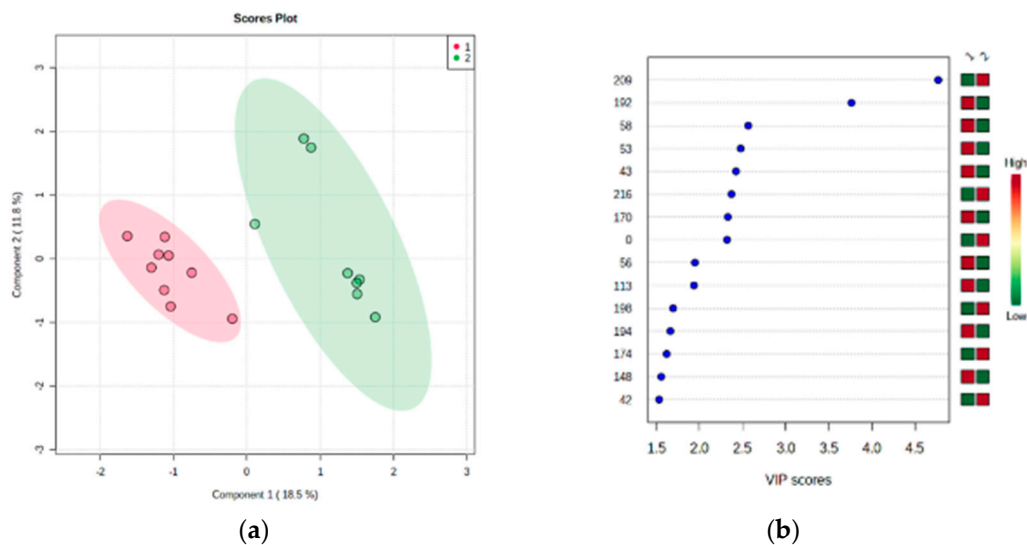 Scores Plot
1
2
3
2
1
0
-1
-2
-3
Component 2 ( 11.8 %)
-2 -1 0 1 2 3
Component 1 ( 18.5 %)
(a)
1 2
209
192
58
53
43
216
170
0
56
113
198
194
174
148
42
High
Low
1.5 2.0 2.5 3.0 3.5 4.0 4.5
VIP scores
(b)